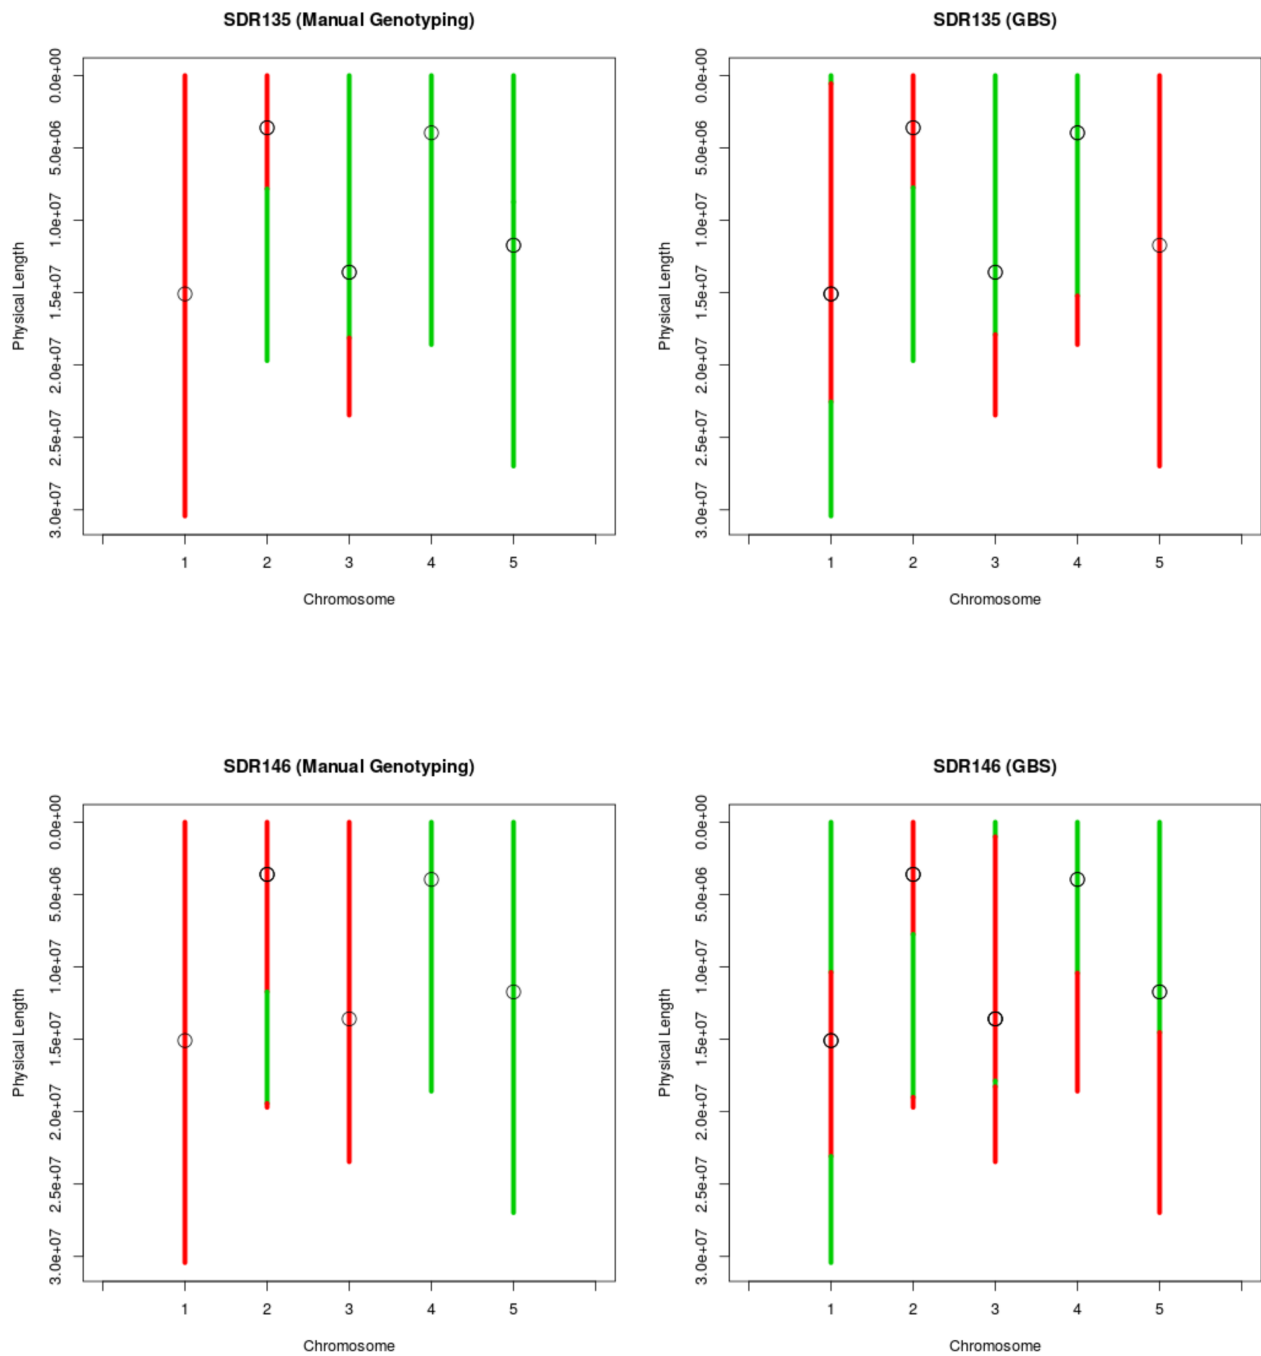 SDR135 (Manual Genotyping)
Physical Length
0.0e+00
5.0e+06
1.0e+07
1.5e+07
2.0e+07
2.5e+07
3.0e+07
1 2 3 4 5
Chromosome
SDR135 (GBS)
Physical Length
0.0e+00
5.0e+06
1.0e+07
1.5e+07
2.0e+07
2.5e+07
3.0e+07
1 2 3 4 5
Chromosome
SDR146 (Manual Genotyping)
Physical Length
0.0e+00
5.0e+06
1.0e+07
1.5e+07
2.0e+07
2.5e+07
3.0e+07
1 2 3 4 5
Chromosome
SDR146 (GBS)
Physical Length
0.0e+00
5.0e+06
1.0e+07
1.5e+07
2.0e+07
2.5e+07
3.0e+07
1 2 3 4 5
Chromosome